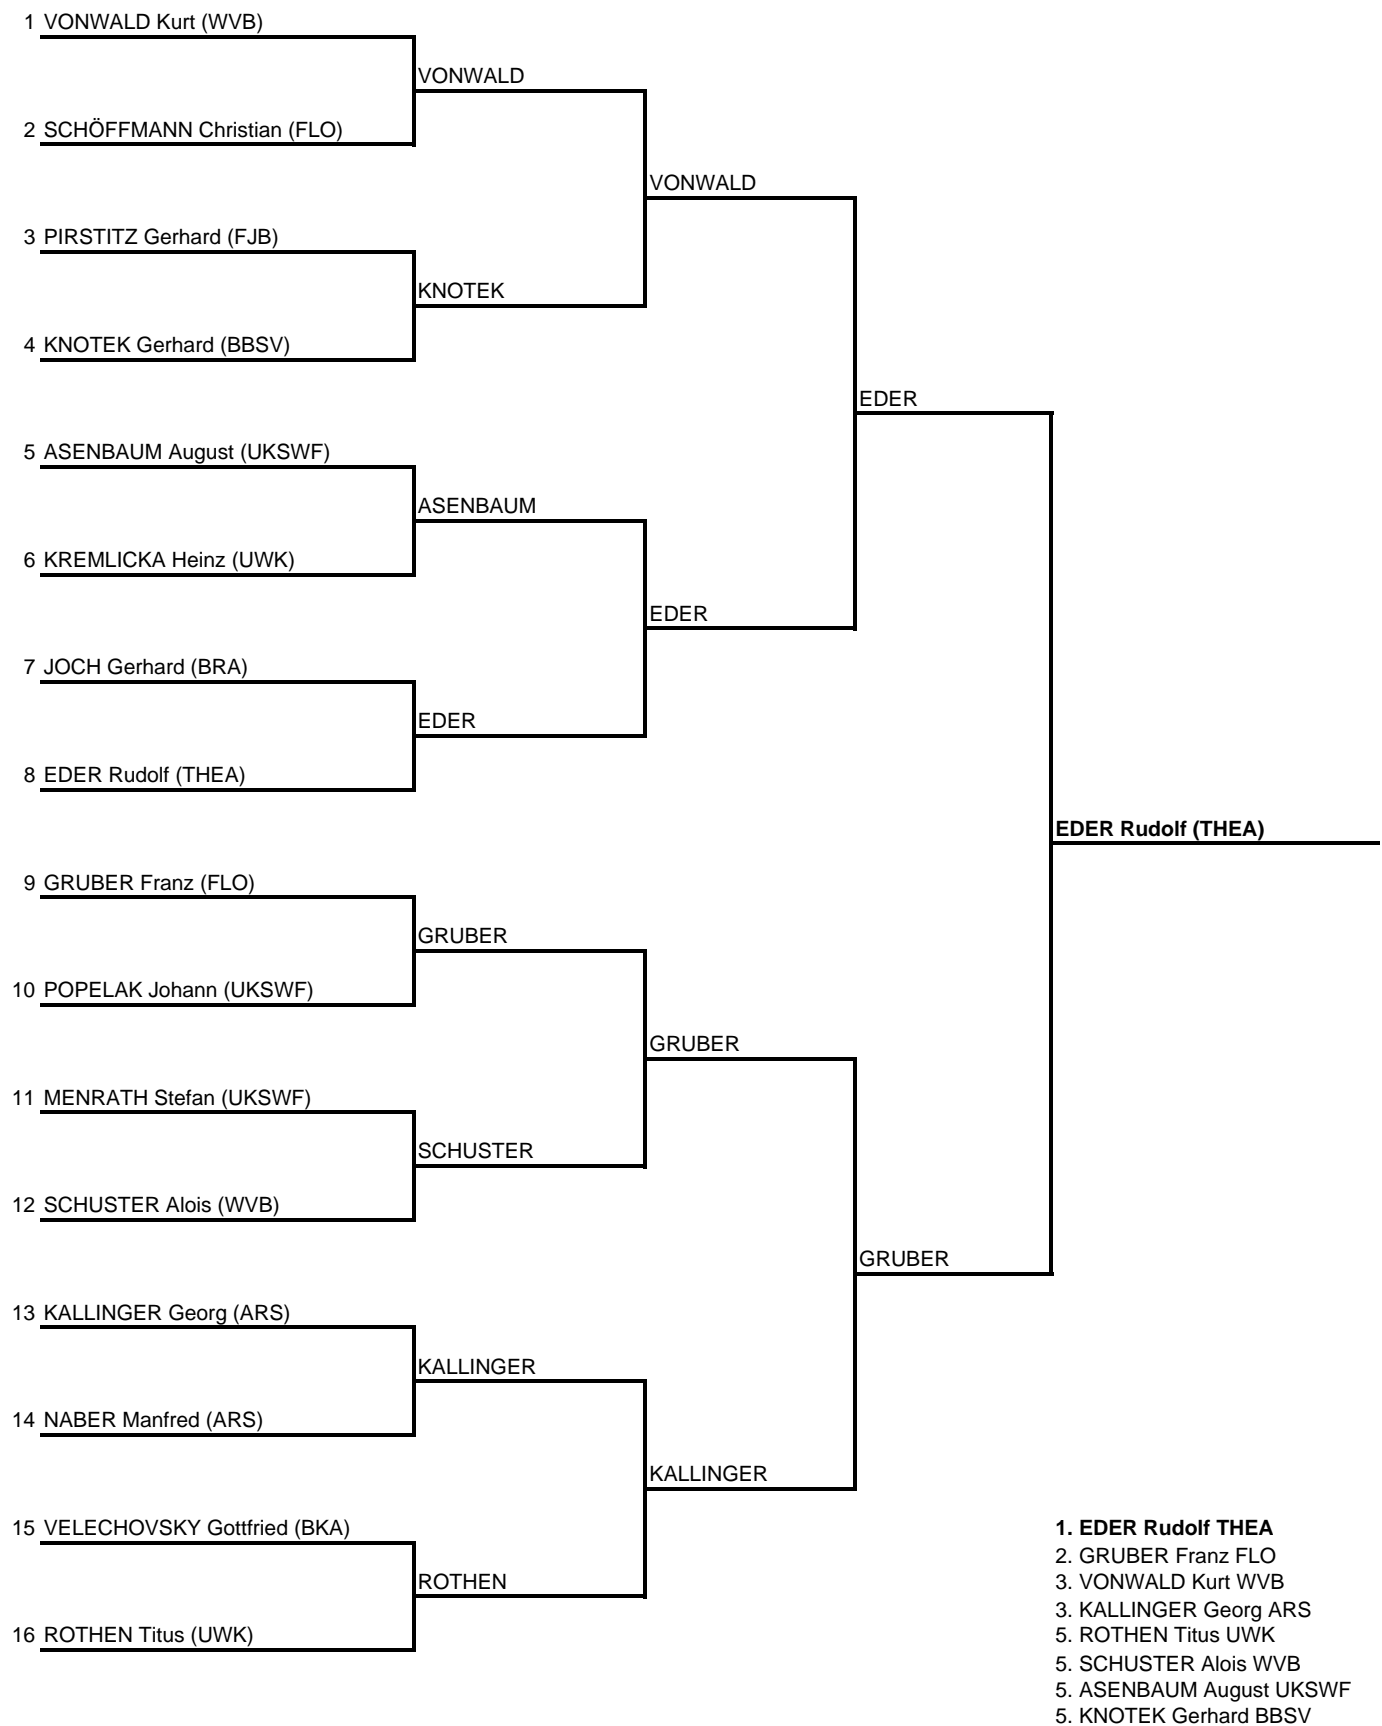 1 VONWALD Kurt (WVB)
VONWALD
2 SCHÖFFMANN Christian (FLO)
VONWALD
3 PIRSTITZ Gerhard (FJB)
KNOTEK
4 KNOTEK Gerhard (BBSV)
EDER
5 ASENBAUM August (UKSWF)
ASENBAUM
6 KREMLICKA Heinz (UWK)
EDER
7 JOCH Gerhard (BRA)
EDER
8 EDER Rudolf (THEA)
EDER Rudolf (THEA)
9 GRUBER Franz (FLO)
GRUBER
10 POPELAK Johann (UKSWF)
GRUBER
11 MENRATH Stefan (UKSWF)
SCHUSTER
12 SCHUSTER Alois (WVB)
GRUBER
13 KALLINGER Georg (ARS)
KALLINGER
14 NABER Manfred (ARS)
KALLINGER
15 VELECHOVSKY Gottfried (BKA)
ROTHEN
16 ROTHEN Titus (UWK)
1. EDER Rudolf THEA
2. GRUBER Franz FLO
3. VONWALD Kurt WVB
3. KALLINGER Georg ARS
5. ROTHEN Titus UWK
5. SCHUSTER Alois WVB
5. ASENBAUM August UKSWF
5. KNOTEK Gerhard BBSV